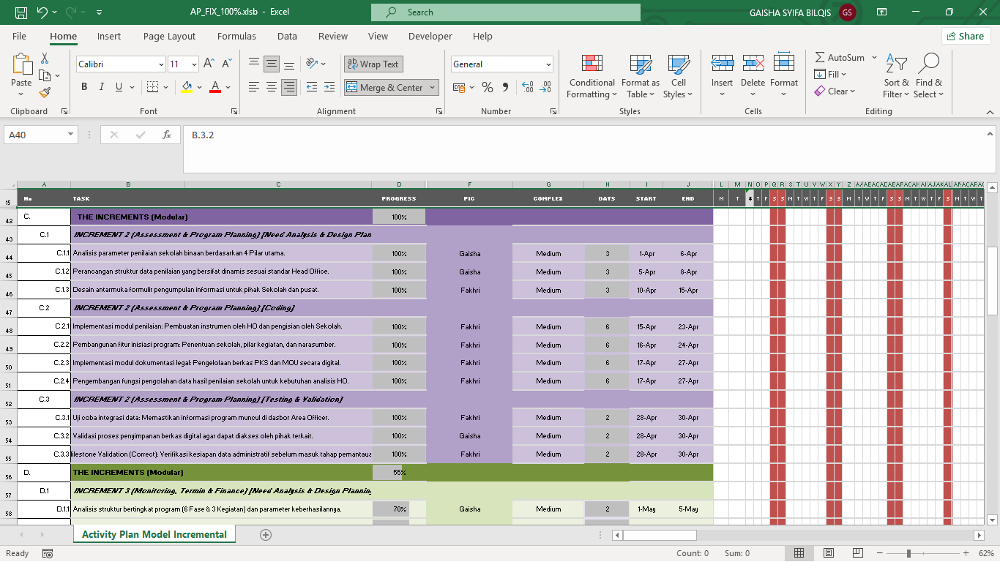 AP_FIX_100%.xlsb - Excel
Search
GAISHA SYIFA BILQIS GS
File Home Insert Page Layout Formulas Data Review View Developer Help Share
Calibri 11 Wrap Text General AutoSum
Paste B I U Merge & Center Conditional Formatting Format as Table Cell Styles Insert Delete Format Fill Clear Sort & Filter Find & Select
Clipboard Font Alignment Number Styles Cells Editing
A40 fx B.3.2
A B C D F G H I J L M N O P Q R S T U V W X Y Z
15 No TASK PROGRESS PIC COMPLEX DAYS START END M T T F S S M T W T F S S M T W T F S S M T W T F S M T W T
42 C. THE INCREMENTS (Modular) 100%
43 C.1 INCREMENT 2 (Assessment & Program Planning) [Need Analysis & Design Plan
44 C.1.1 Analisis parameter penilaian sekolah binaan berdasarkan 4 Pilar utama. 100% Gaisha Medium 3 1-Apr 6-Apr
45 C.1.2 Perancangan struktur data penilaian yang bersifat dinamis sesuai standar Head Office. 100% Gaisha Medium 3 5-Apr 8-Apr
46 C.1.3 Desain antarmuka formulir pengumpulan informasi untuk pihak Sekolah dan pusat. 100% Fakhri Medium 3 10-Apr 15-Apr
47 C.2 INCREMENT 2 (Assessment & Program Planning) [Coding]
48 C.2.1 Implementasi modul penilaian: Pembuatan instrumen oleh HO dan pengisian oleh Sekolah. 100% Fakhri Medium 6 15-Apr 23-Apr
49 C.2.2 Pembangunan fitur inisiasi program: Penentuan sekolah, pilar kegiatan, dan narasumber. 100% Fakhri Medium 6 16-Apr 24-Apr
50 C.2.3 Implementasi modul dokumentasi legal: Pengelolaan berkas PKS dan MOU secara digital. 100% Fakhri Medium 6 17-Apr 27-Apr
51 C.2.4 Pengembangan fungsi pengolahan data hasil penilaian sekolah untuk kebutuhan analisis HO. 100% Fakhri Medium 6 17-Apr 27-Apr
52 C.3 INCREMENT 2 (Assessment & Program Planning) [Testing & Validation]
53 C.3.1 Uji coba integrasi data: Memastikan informasi program muncul di dasbor Area Officer. 100% Fakhri Medium 2 28-Apr 30-Apr
54 C.3.2 Validasi proses penyimpanan berkas digital agar dapat diakses oleh pihak terkait. 100% Gaisha Medium 2 28-Apr 30-Apr
55 C.3.3 ilestone Validation (Correct): Verifikasi kesiapan data administratif sebelum masuk tahap pemantaua 100% Fakhri Medium 2 28-Apr 30-Apr
56 D. THE INCREMENTS (Modular) 55%
57 D.1 INCREMENT 3 (Monitoring, Termin & Finance) [Need Analysis & Design Planning
58 D.1.1 Analisis struktur bertingkat program (6 Fase & 3 Kegiatan) dan parameter keberhasilannya. 70% Gaisha Medium 2 1-May 5-May
Activity Plan Model Incremental
Ready Count: 0 Sum: 0 62%